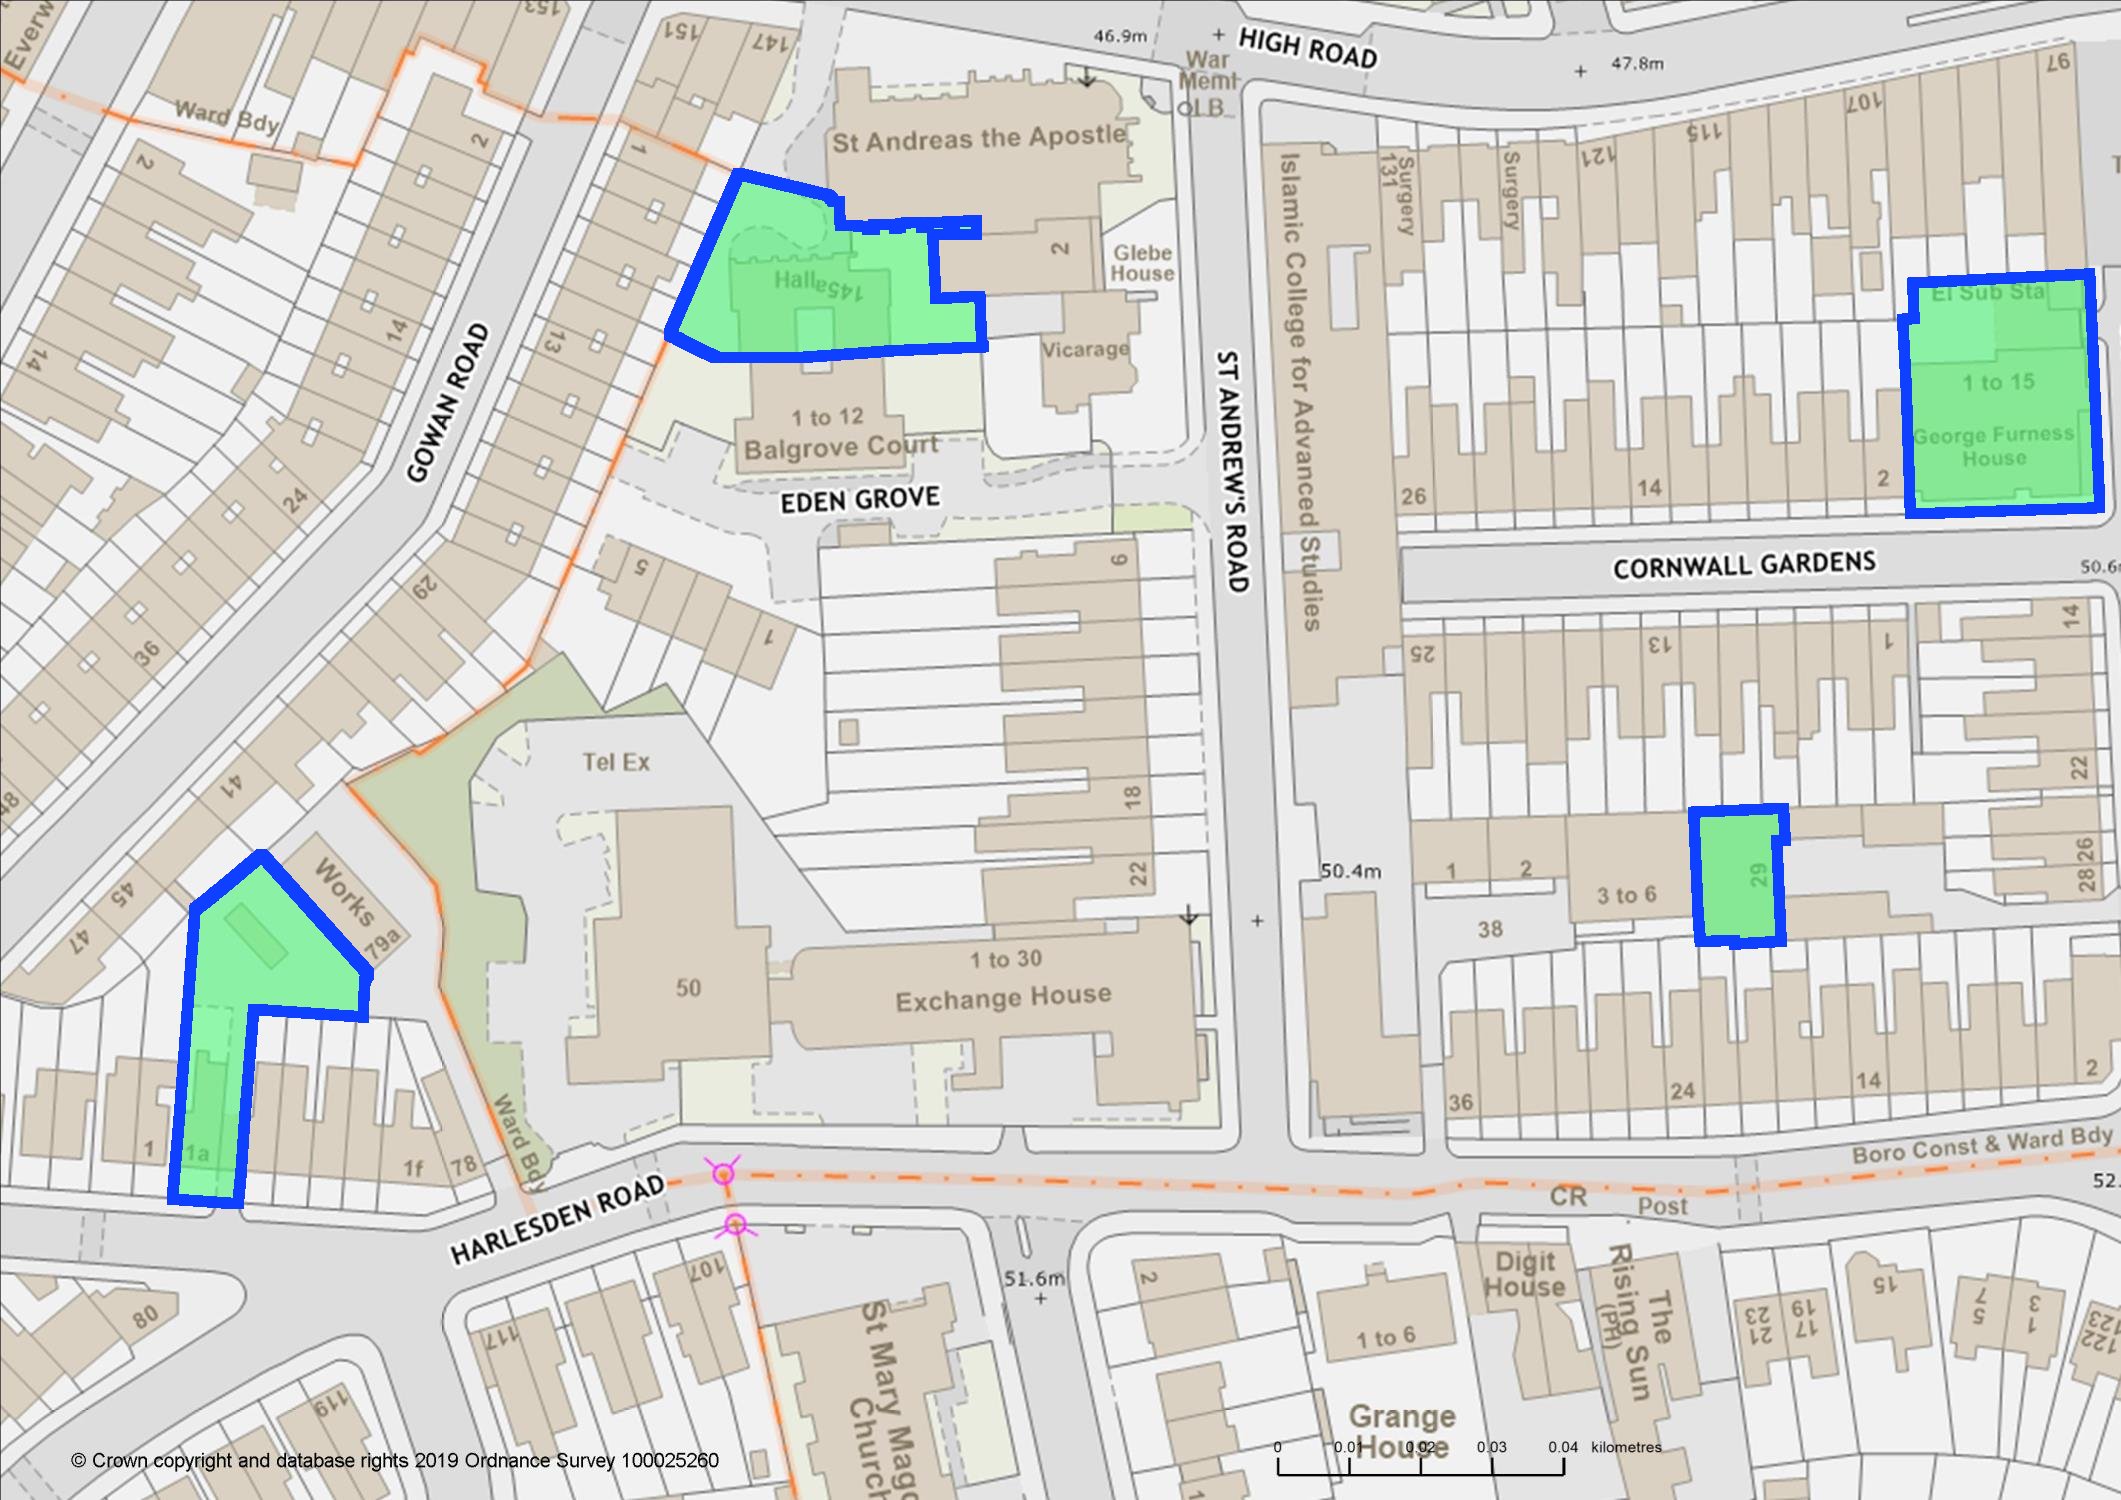 Everw
153
151
147
46.9m
HIGH ROAD
War
Meml
LB
47.8m
97
107
115
121
Surgery
131
Surgery
Ward Bdy
2
2
1
St Andreas the Apostle
Islamic College for Advanced Studies
2
Glebe
House
Hall
145a
El Sub Sta
14
14
13
Vicarage
GOWAN ROAD
ST ANDREW'S ROAD
1 to 15
George Furness
House
1 to 12
Balgrove Court
24
EDEN GROVE
26
14
2
CORNWALL GARDENS
50.6
6
5
29
1
36
25
13
1
14
Tel Ex
41
48
18
22
22
45
47
Works
79a
50.4m
1
2
3 to 6
29
26
28
38
50
1 to 30
Exchange House
36
24
14
2
1
1a
1f
78
Ward Bdy
Boro Const & Ward Bdy
HARLESDEN ROAD
CR
Post
52.
80
107
117
119
51.6m
2
1 to 6
Digit
House
The
Rising Sun
(PH)
23
21
19
17
15
7
5
3
1
123
122
St Mary Magd
Church
Grange
House
1
0 0.01 0.02 0.03 0.04 kilometres
© Crown copyright and database rights 2019 Ordnance Survey 100025260